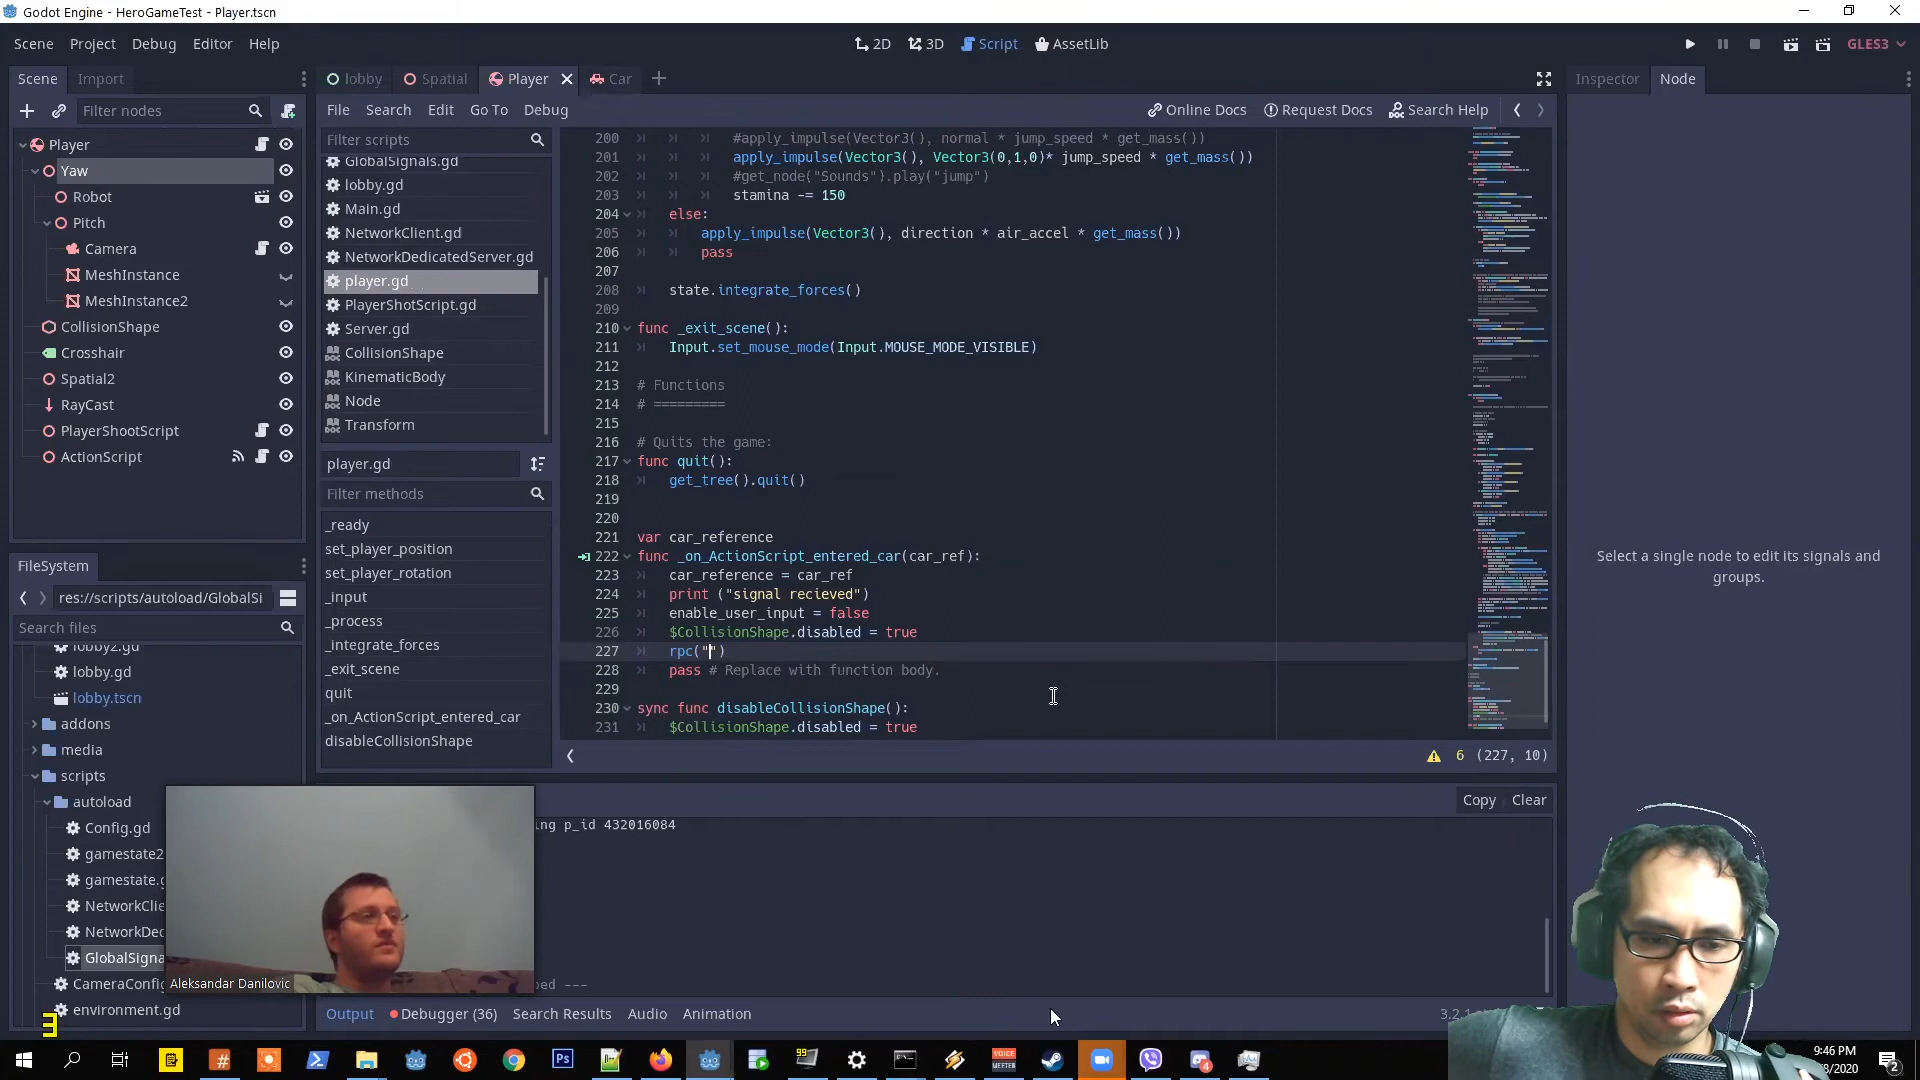 Godot Engine - HeroGameTest - Player.tscn
Scene Project Debug Editor Help
2D 3D Script AssetLib
GLES3
Scene Import
Filter nodes
Player
Yaw
Robot
Pitch
Camera
MeshInstance
MeshInstance2
CollisionShape
Crosshair
Spatial2
RayCast
PlayerShootScript
ActionScript
FileSystem
res://scripts/autoload/GlobalSi
Search files
lobby2.gd
lobby.gd
lobby.tscn
addons
media
scripts
autoload
Config.gd
gamestate2
gamestate.g
NetworkClie
NetworkDec
GlobalSigna
CameraConfig
environment.gd
lobby Spatial Player Car
File Search Edit Go To Debug
Online Docs Request Docs Search Help
Filter scripts
GlobalSignals.gd
lobby.gd
Main.gd
NetworkClient.gd
NetworkDedicatedServer.gd
player.gd
PlayerShotScript.gd
Server.gd
CollisionShape
KinematicBody
Node
Transform
player.gd
Filter methods
_ready
set_player_position
set_player_rotation
_input
_process
_integrate_forces
_exit_scene
quit
_on_ActionScript_entered_car
disableCollisionShape
200 #apply_impulse(Vector3(), normal * jump_speed * get_mass())
201 apply_impulse(Vector3(), Vector3(0,1,0)* jump_speed * get_mass())
202 #get_node("Sounds").play("jump")
203 stamina -= 150
204 else:
205 apply_impulse(Vector3(), direction * air_accel * get_mass())
206 pass
207
208 state.integrate_forces()
209
210 func _exit_scene():
211 Input.set_mouse_mode(Input.MOUSE_MODE_VISIBLE)
212
213 # Functions
214 # =========
215
216 # Quits the game:
217 func quit():
218 get_tree().quit()
219
220
221 var car_reference
222 func _on_ActionScript_entered_car(car_ref):
223 car_reference = car_ref
224 print ("signal recieved")
225 enable_user_input = false
226 $CollisionShape.disabled = true
227 rpc("")
228 pass # Replace with function body.
229
230 sync func disableCollisionShape():
231 $CollisionShape.disabled = true
6 (227, 10)
Copy Clear
ing p_id 432016084
ped ---
Output Debugger (36) Search Results Audio Animation
3.2.1
Inspector Node
Select a single node to edit its signals and
groups.
Aleksandar Danilovic
3
9:46 PM
/8/2020